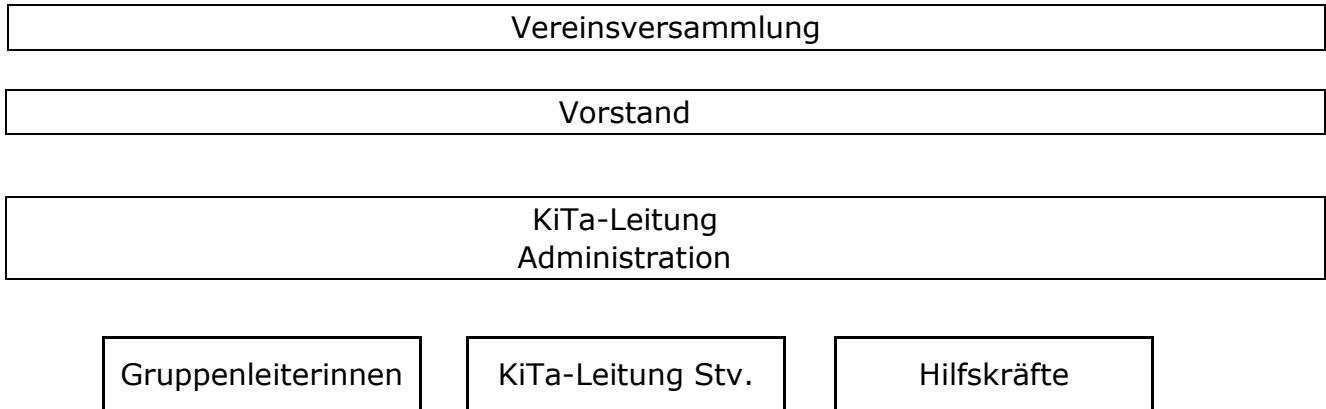 Vereinsversammlung
Vorstand
KiTa-Leitung
Administration
Gruppenleiterinnen
KiTa-Leitung Stv.
Hilfskräfte